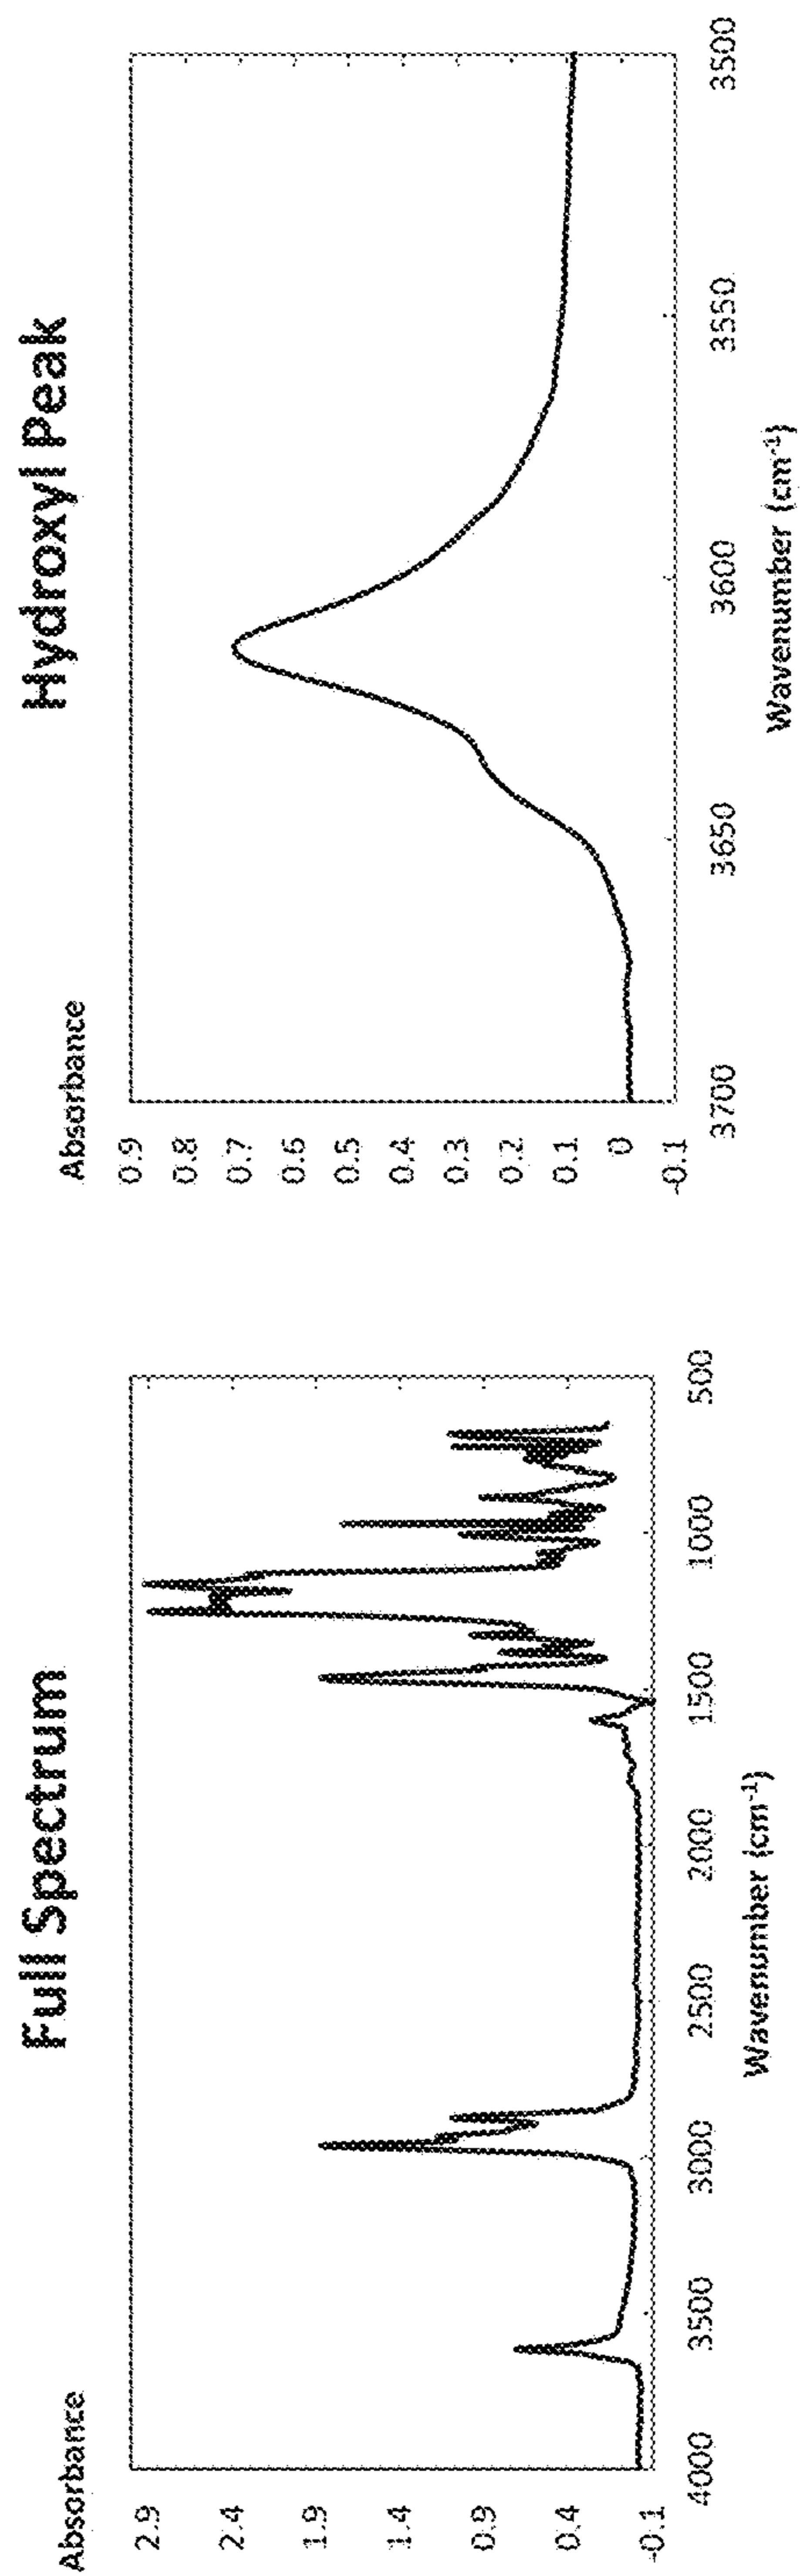 Full Spectrum
Absorbance
2.9
2.4
1.9
1.4
0.9
0.4
-0.1
4000 3500 3000 2500 2000 1500 1000 500
Wavenumber (cm-1)
Hydroxyl Peak
Absorbance
0.9
0.8
0.7
0.6
0.5
0.4
0.3
0.2
0.1
0
-0.1
3700 3650 3600 3550 3500
Wavenumber (cm-1)